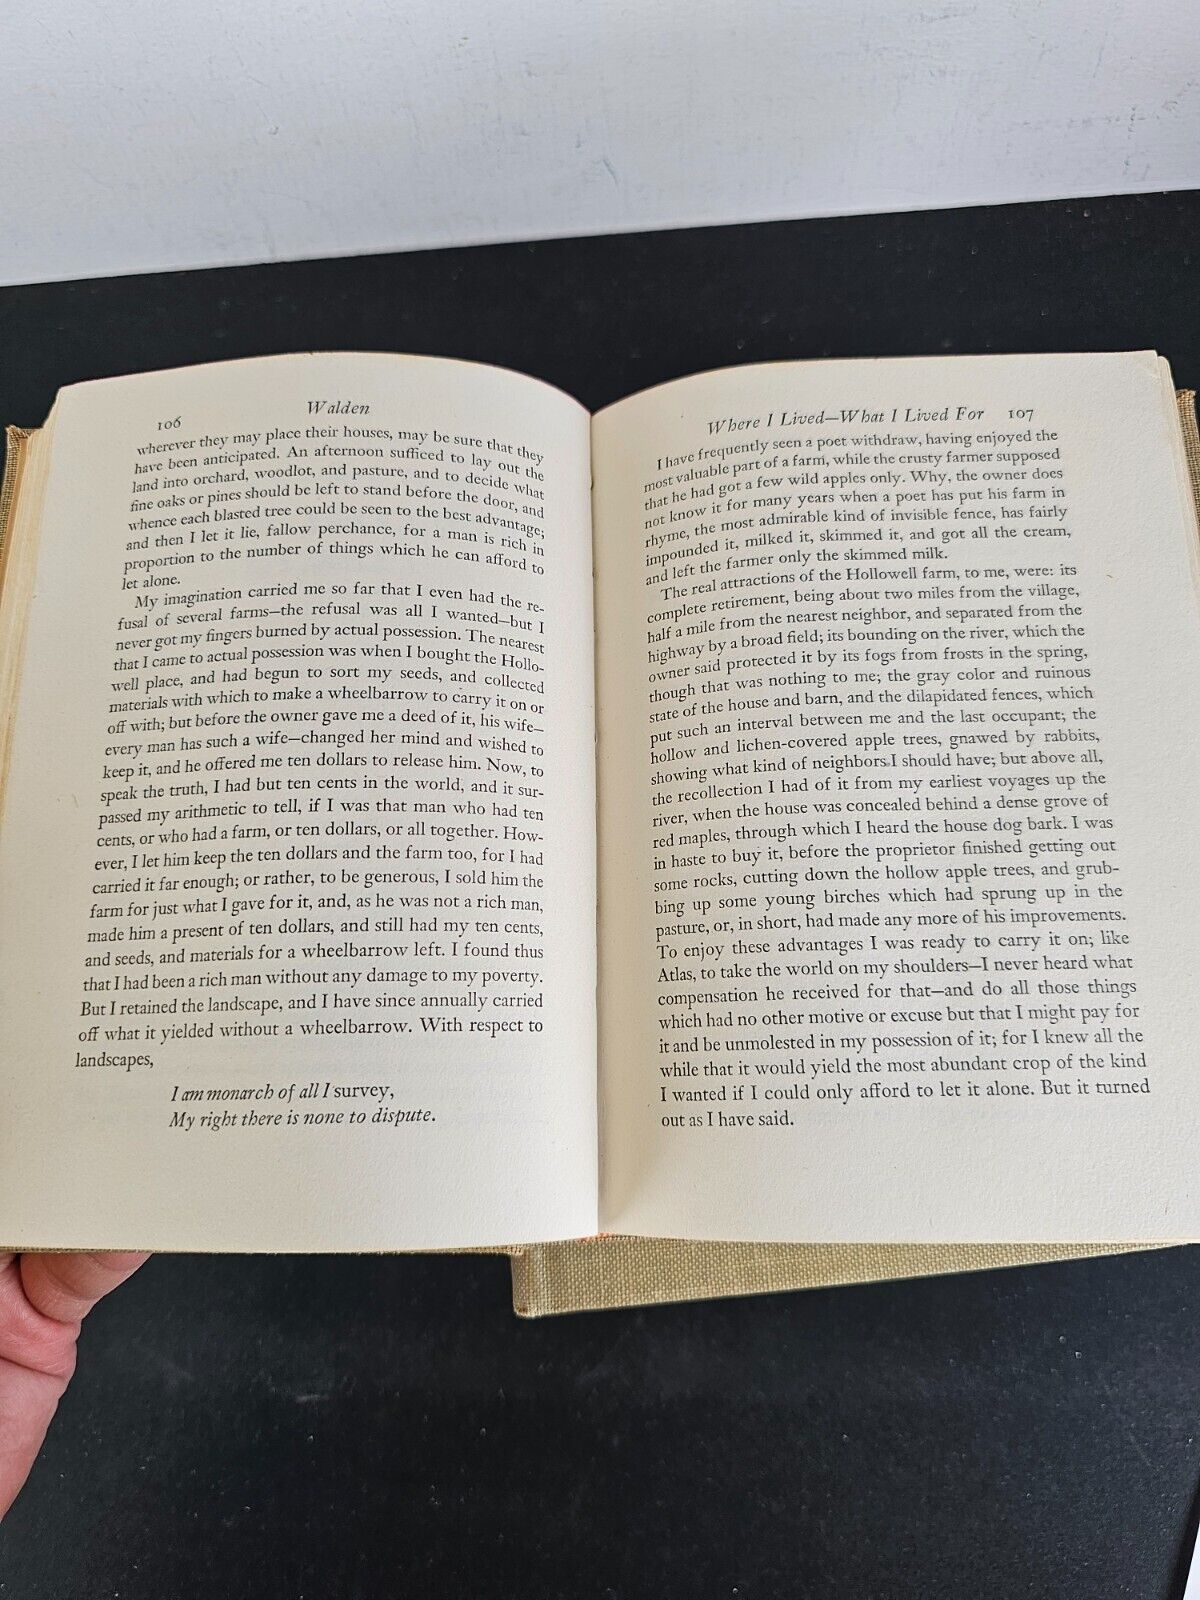 106
Walden
wherever they may place their houses, may be sure that they
have been anticipated. An afternoon sufficed to lay out the
land into orchard, woodlot, and pasture, and to decide what
fine oaks or pines should be left to stand before the door, and
whence each blasted tree could be seen to the best advantage;
and then I let it lie, fallow perchance, for a man is rich in
proportion to the number of things which he can afford to
let alone.
My imagination carried me so far that I even had the re-
fusal of several farms—the refusal was all I wanted—but I
never got my fingers burned by actual possession. The nearest
that I came to actual possession was when I bought the Hollo-
well place, and had begun to sort my seeds, and collected
materials with which to make a wheelbarrow to carry it on or
off with; but before the owner gave me a deed of it, his wife—
every man has such a wife—changed her mind and wished to
keep it, and he offered me ten dollars to release him. Now, to
speak the truth, I had but ten cents in the world, and it sur-
passed my arithmetic to tell, if I was that man who had ten
cents, or who had a farm, or ten dollars, or all together. How-
ever, I let him keep the ten dollars and the farm too, for I had
carried it far enough; or rather, to be generous, I sold him the
farm for just what I gave for it, and, as he was not a rich man,
made him a present of ten dollars, and still had my ten cents,
and seeds, and materials for a wheelbarrow left. I found thus
that I had been a rich man without any damage to my poverty.
But I retained the landscape, and I have since annually carried
off what it yielded without a wheelbarrow. With respect to
landscapes,
I am monarch of all I survey,
My right there is none to dispute.
Where I Lived—What I Lived For 107
I have frequently seen a poet withdraw, having enjoyed the
most valuable part of a farm, while the crusty farmer supposed
that he had got a few wild apples only. Why, the owner does
not know it for many years when a poet has put his farm in
rhyme, the most admirable kind of invisible fence, has fairly
impounded it, milked it, skimmed it, and got all the cream,
and left the farmer only the skimmed milk.
The real attractions of the Hollowell farm, to me, were: its
complete retirement, being about two miles from the village,
half a mile from the nearest neighbor, and separated from the
highway by a broad field; its bounding on the river, which the
owner said protected it by its fogs from frosts in the spring,
though that was nothing to me; the gray color and ruinous
state of the house and barn, and the dilapidated fences, which
put such an interval between me and the last occupant; the
hollow and lichen-covered apple trees, gnawed by rabbits,
showing what kind of neighbors I should have; but above all,
the recollection I had of it from my earliest voyages up the
river, when the house was concealed behind a dense grove of
red maples, through which I heard the house dog bark. I was
in haste to buy it, before the proprietor finished getting out
some rocks, cutting down the hollow apple trees, and grub-
bing up some young birches which had sprung up in the
pasture, or, in short, had made any more of his improvements.
To enjoy these advantages I was ready to carry it on; like
Atlas, to take the world on my shoulders—I never heard what
compensation he received for that—and do all those things
which had no other motive or excuse but that I might pay for
it and be unmolested in my possession of it; for I knew all the
while that it would yield the most abundant crop of the kind
I wanted if I could only afford to let it alone. But it turned
out as I have said.